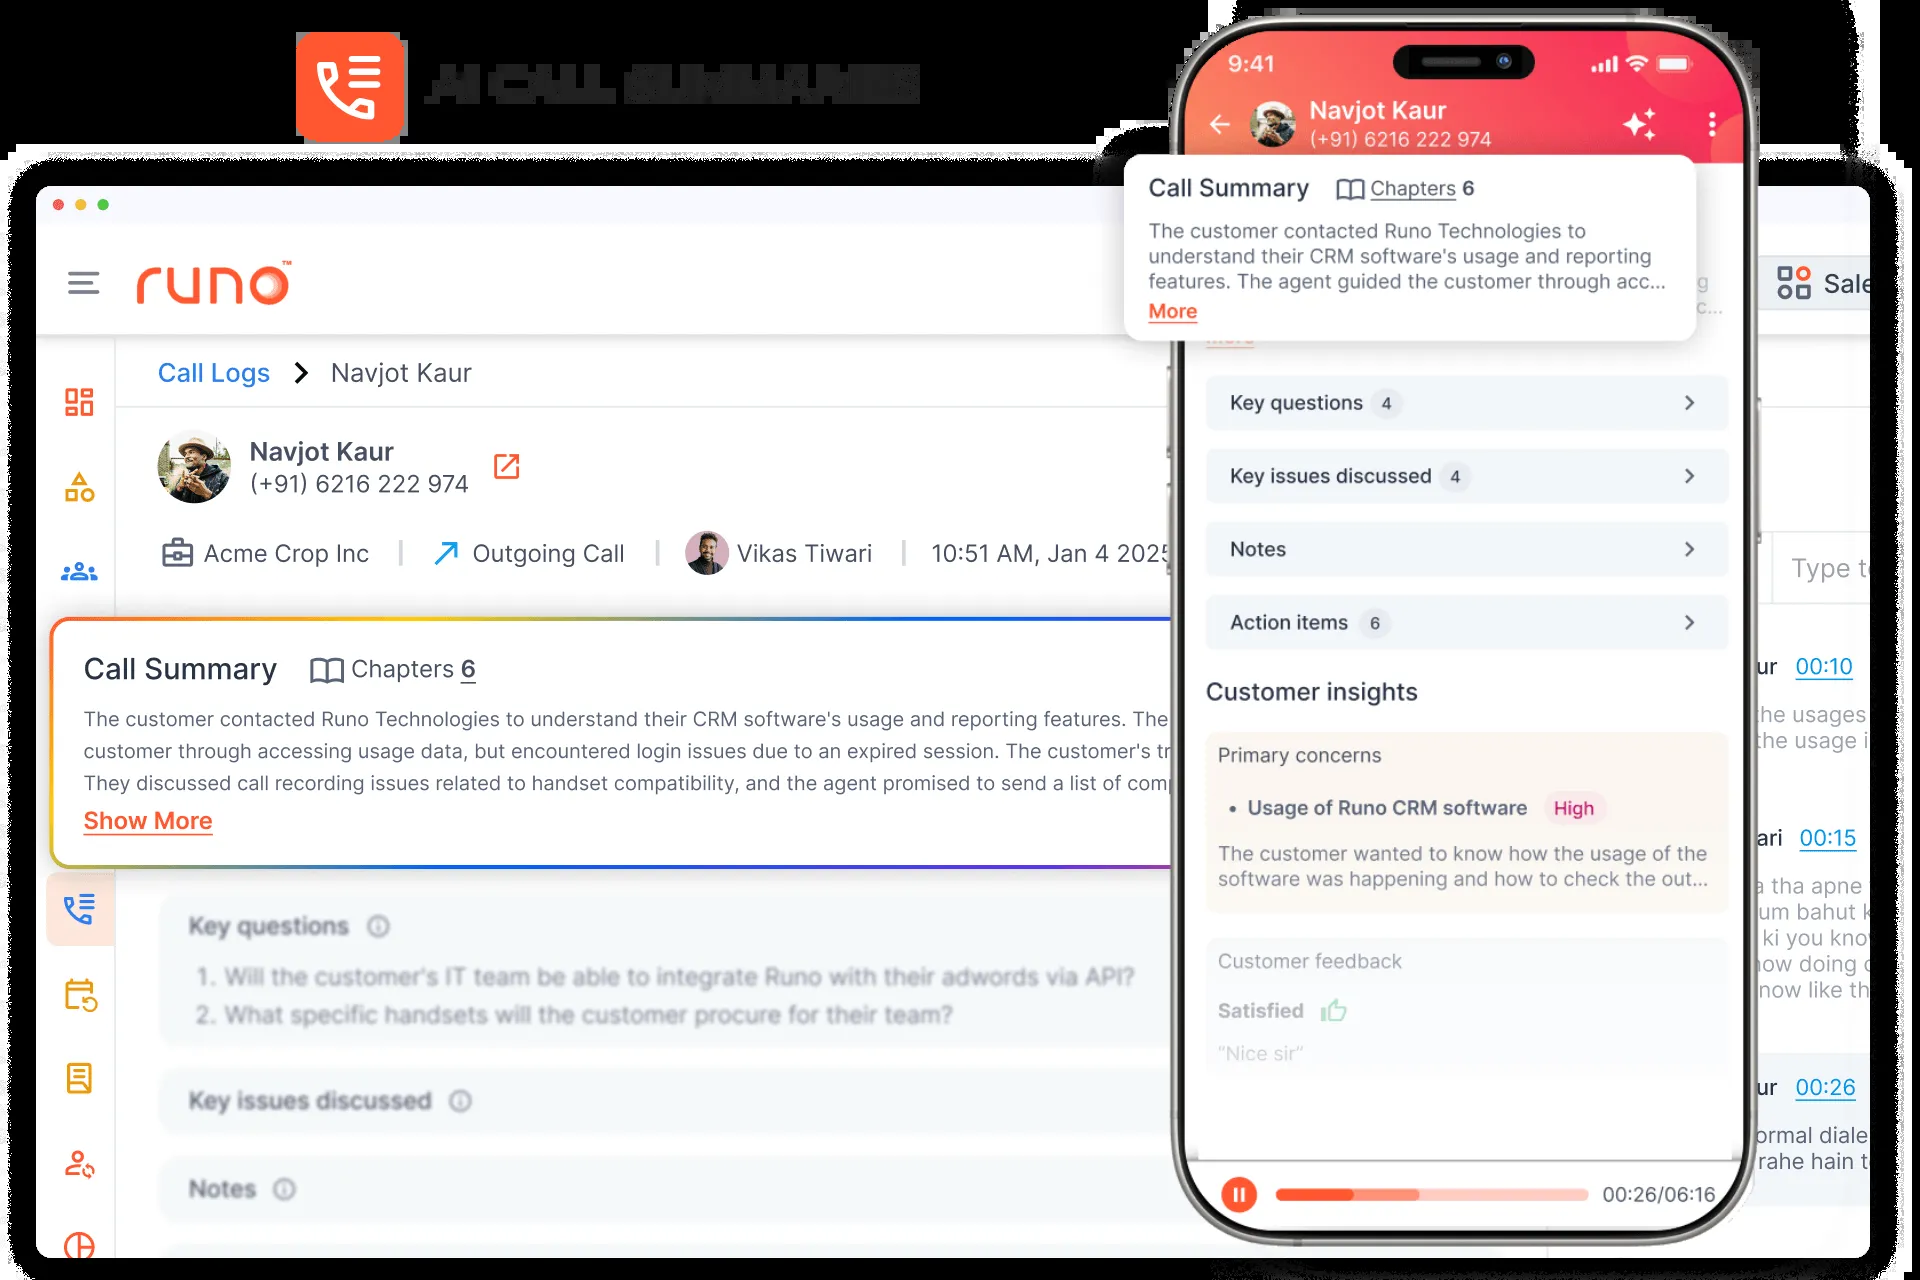 AI CALL SUMMARIES
runo™
Call Logs > Navjot Kaur
Navjot Kaur
(+91) 6216 222 974
Acme Crop Inc | Outgoing Call | Vikas Tiwari | 10:51 AM, Jan 4 2025
Call Summary Chapters 6
The customer contacted Runo Technologies to understand their CRM software's usage and reporting features. The
customer through accessing usage data, but encountered login issues due to an expired session. The customer's tr
They discussed call recording issues related to handset compatibility, and the agent promised to send a list of com
Show More
Key questions
1. Will the customer's IT team be able to integrate Runo with their adwords via API?
2. What specific handsets will the customer procure for their team?
Key issues discussed
Notes
9:41
Navjot Kaur
(+91) 6216 222 974
Call Summary Chapters 6
The customer contacted Runo Technologies to
understand their CRM software's usage and reporting
features. The agent guided the customer through acc...
More
g
c...
More
Key questions 4
Key issues discussed 4
Notes
Action items 6
Customer insights
Primary concerns
• Usage of Runo CRM software High
The customer wanted to know how the usage of the
software was happening and how to check the out...
Customer feedback
Satisfied
"Nice sir"
00:26/06:16
Sale
Type to
ur 00:10
the usages
the usage i
ari 00:15
a tha apne
um bahut k
ki you know
now doing
now like th
ur 00:26
ormal diale
rahe hain t